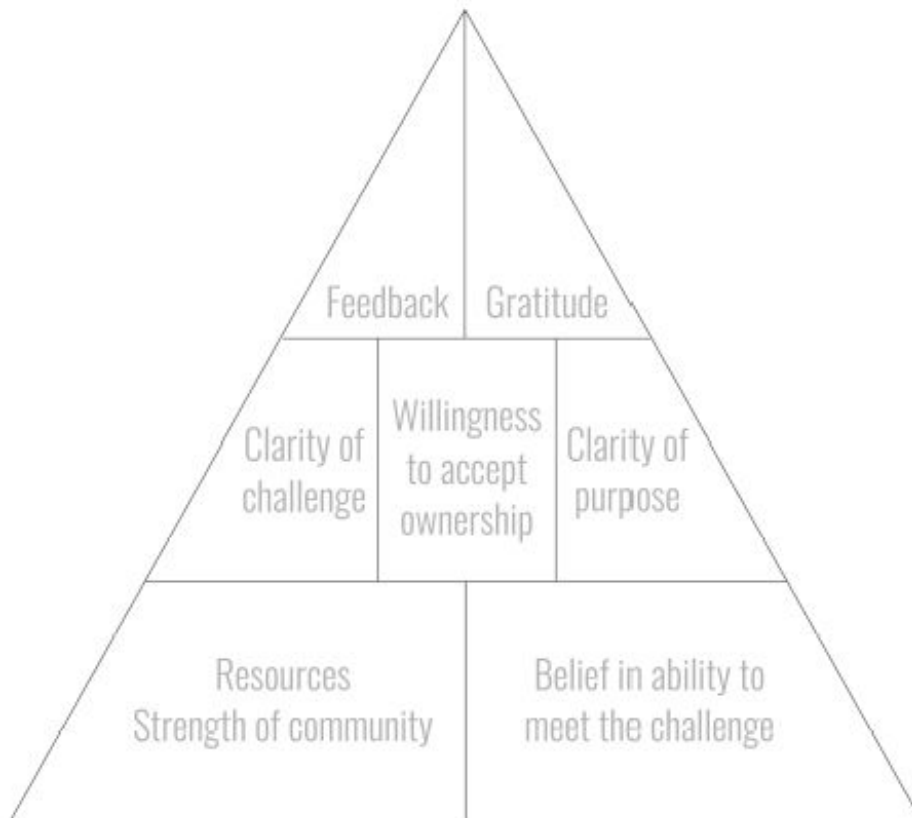 Feedback
Gratitude
Clarity of
challenge
Willingness
to accept
ownership
Clarity of
purpose
Resources
Strength of community
Belief in ability to
meet the challenge